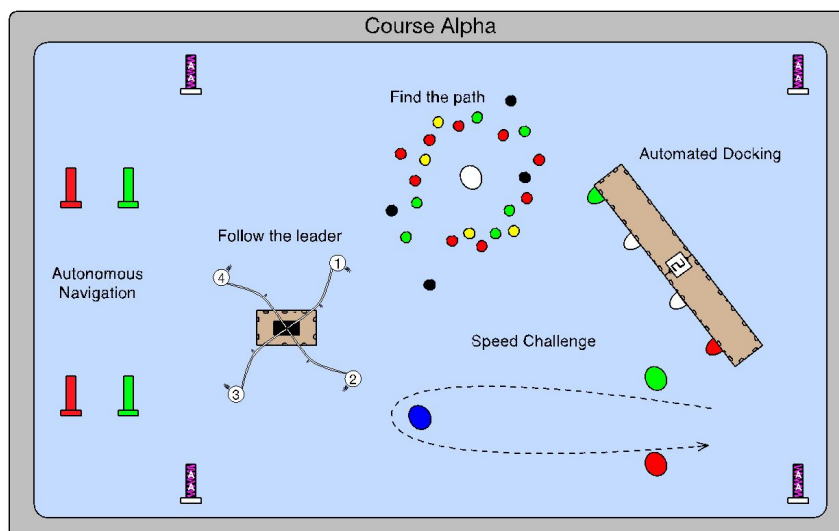 Course Alpha
A
A
A
A
Find the path
Automated Docking
Follow the leader
1
4
Autonomous
Navigation
Speed Challenge
2
3
A
A
A
A